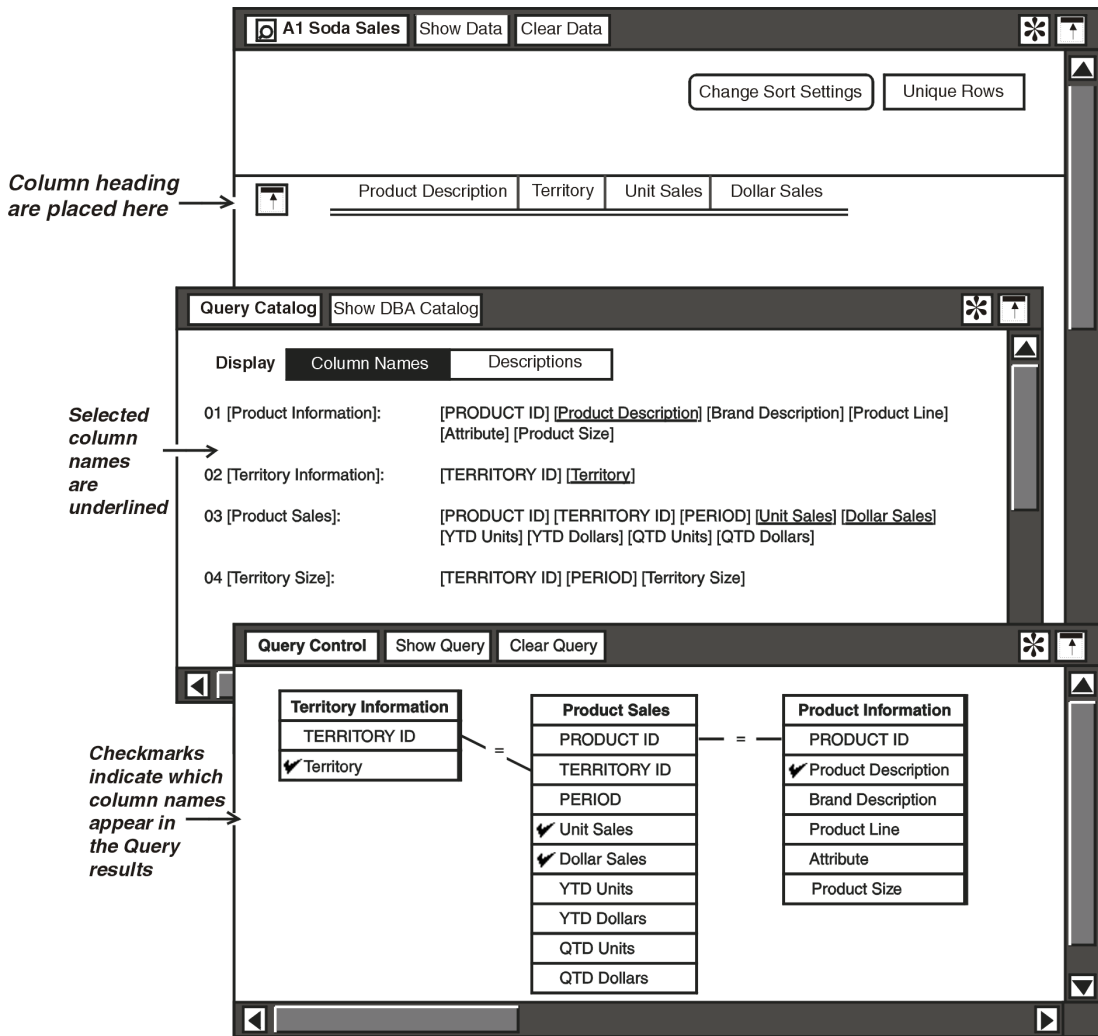 A1 Soda Sales Show Data Clear Data
Change Sort Settings Unique Rows
Column heading
are placed here
Product Description Territory Unit Sales Dollar Sales
Query Catalog Show DBA Catalog
Display Column Names Descriptions
Selected
column
names
are
underlined
01 [Product Information]: [PRODUCT ID] [Product Description] [Brand Description] [Product Line]
[Attribute] [Product Size]
02 [Territory Information]: [TERRITORY ID] [Territory]
03 [Product Sales]: [PRODUCT ID] [TERRITORY ID] [PERIOD] [Unit Sales] [Dollar Sales]
[YTD Units] [YTD Dollars] [QTD Units] [QTD Dollars]
04 [Territory Size]: [TERRITORY ID] [PERIOD] [Territory Size]
Query Control Show Query Clear Query
Checkmarks
indicate which
column names
appear in
the Query
results
Territory Information
TERRITORY ID
Territory
=
Product Sales
PRODUCT ID
TERRITORY ID
PERIOD
Unit Sales
Dollar Sales
YTD Units
YTD Dollars
QTD Units
QTD Dollars
=
Product Information
PRODUCT ID
Product Description
Brand Description
Product Line
Attribute
Product Size